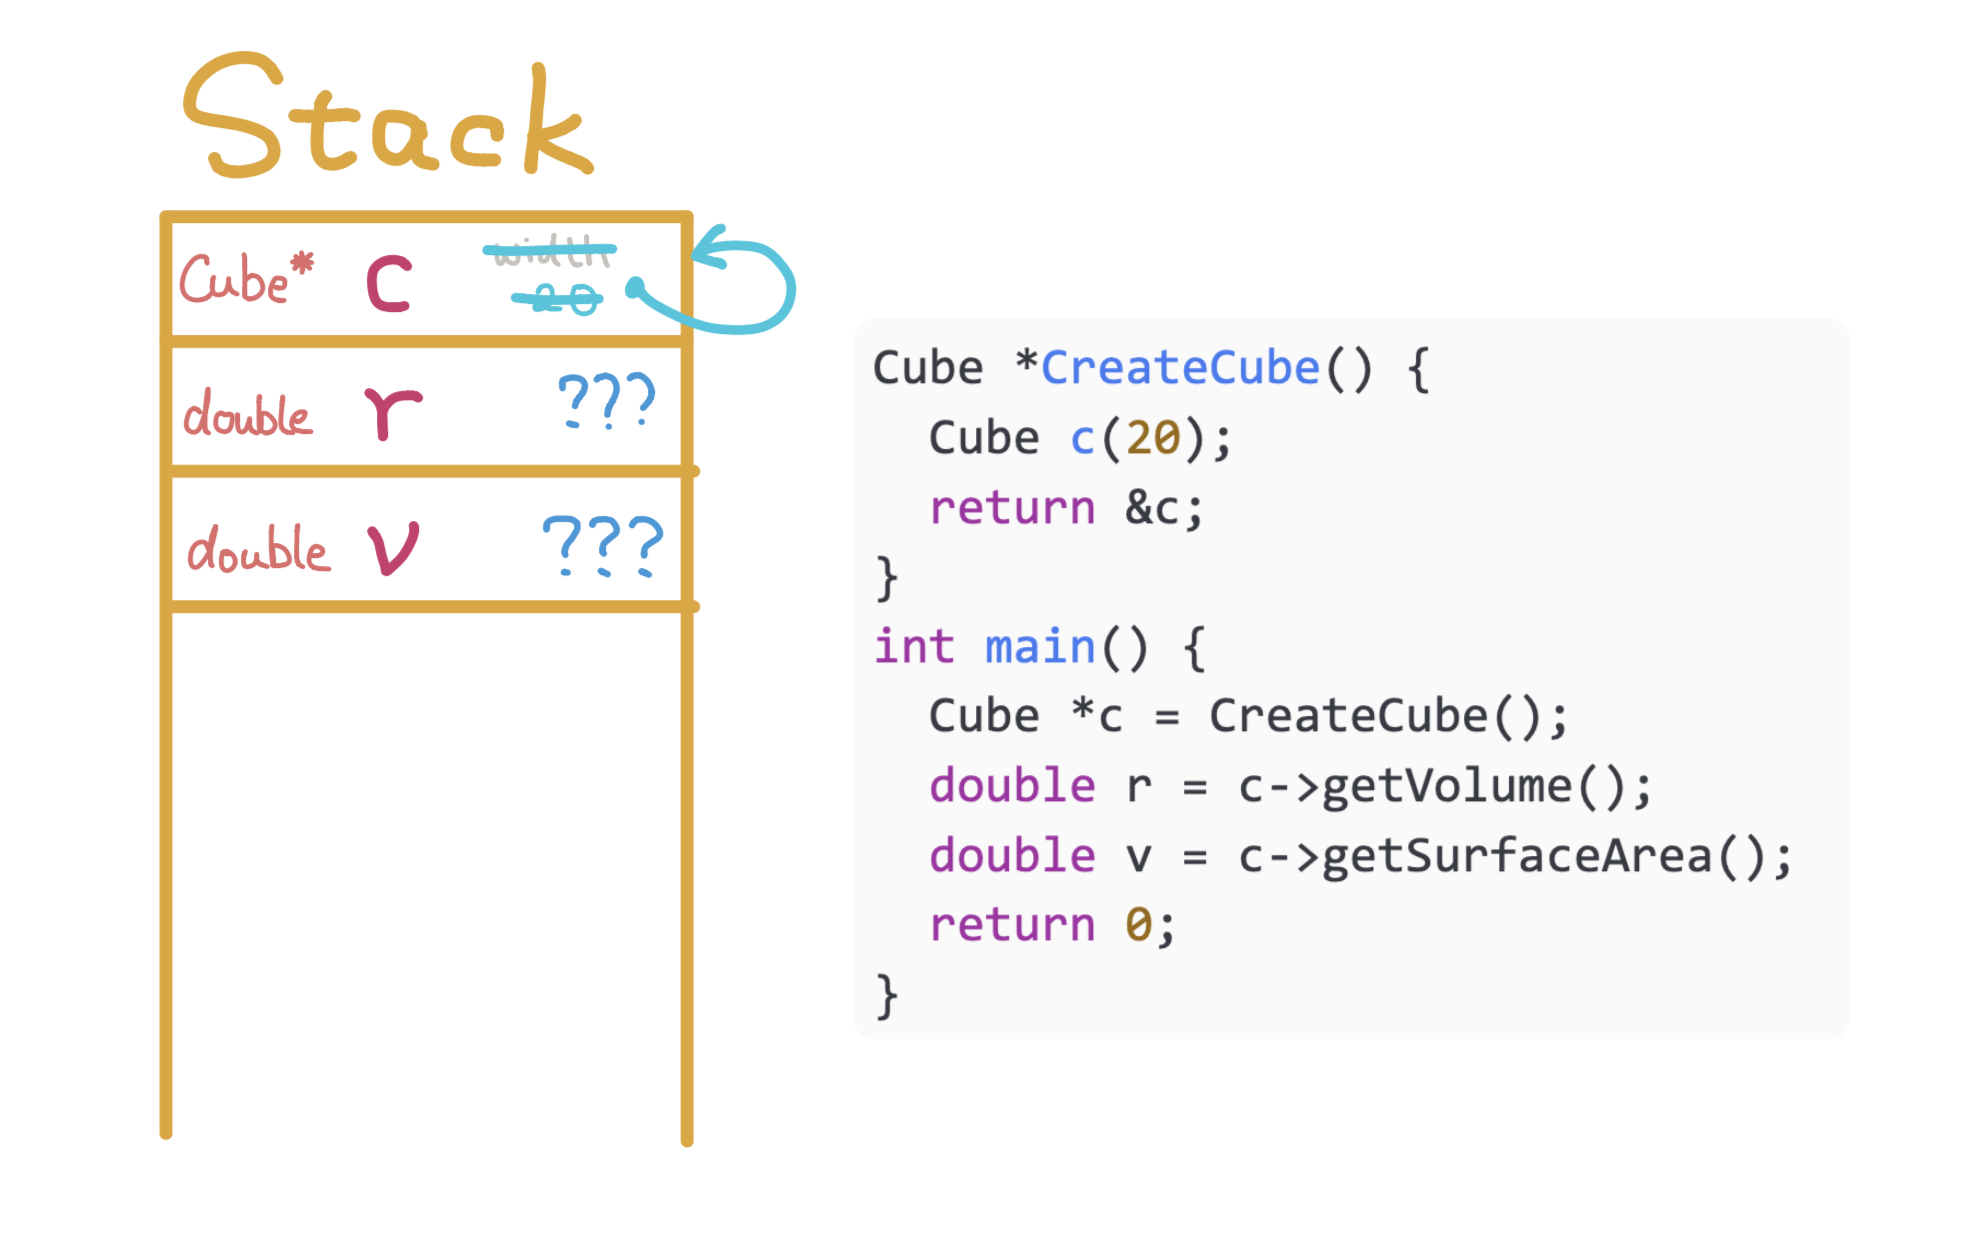 Stack
Cube* c width
20
double r ???
double v ???
Cube *CreateCube() {
  Cube c(20);
  return &c;
}
int main() {
  Cube *c = CreateCube();
  double r = c->getVolume();
  double v = c->getSurfaceArea();
  return 0;
}